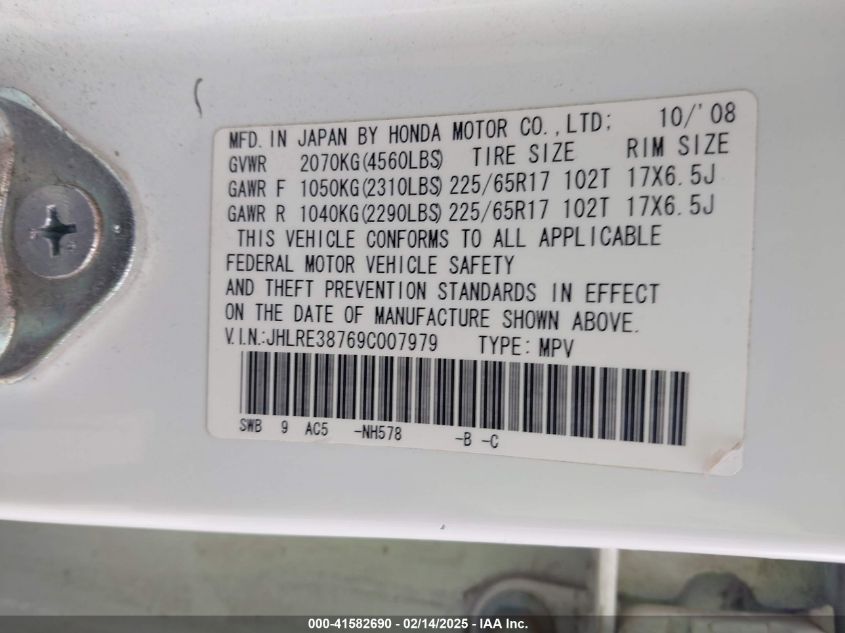 MFD. IN JAPAN BY HONDA MOTOR CO., LTD; 10/'08
GVWR 2070KG(4560LBS) TIRE SIZE RIM SIZE
GAWR F 1050KG(2310LBS) 225/65R17 102T 17X6.5J
GAWR R 1040KG(2290LBS) 225/65R17 102T 17X6.5J
THIS VEHICLE CONFORMS TO ALL APPLICABLE
FEDERAL MOTOR VEHICLE SAFETY
AND THEFT PREVENTION STANDARDS IN EFFECT
ON THE DATE OF MANUFACTURE SHOWN ABOVE.
V.I.N.:JHLRE38769C007979 TYPE: MPV
SWB 9 AC5 -NH578 -B -C
000-41582690 - 02/14/2025 - IAA Inc.